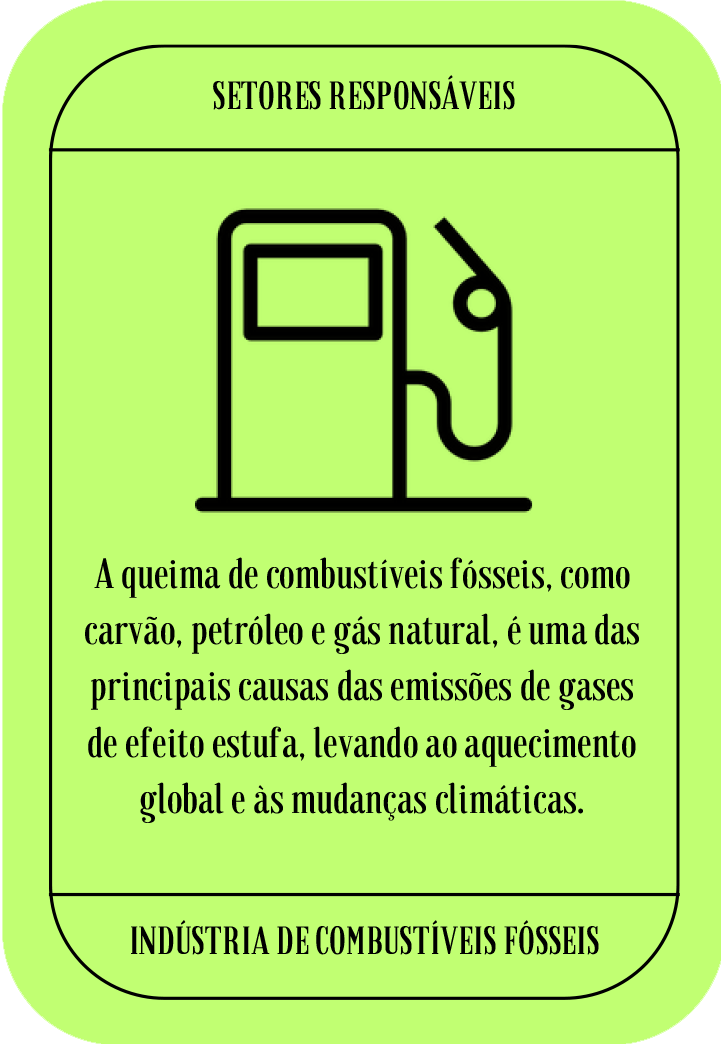 SETORES RESPONSÁVEIS
A queima de combustíveis fósseis, como
carvão, petróleo e gás natural, é uma das
principais causas das emissões de gases
de efeito estufa, levando ao aquecimento
global e às mudanças climáticas.
INDÚSTRIA DE COMBUSTÍVEIS FÓSSEIS